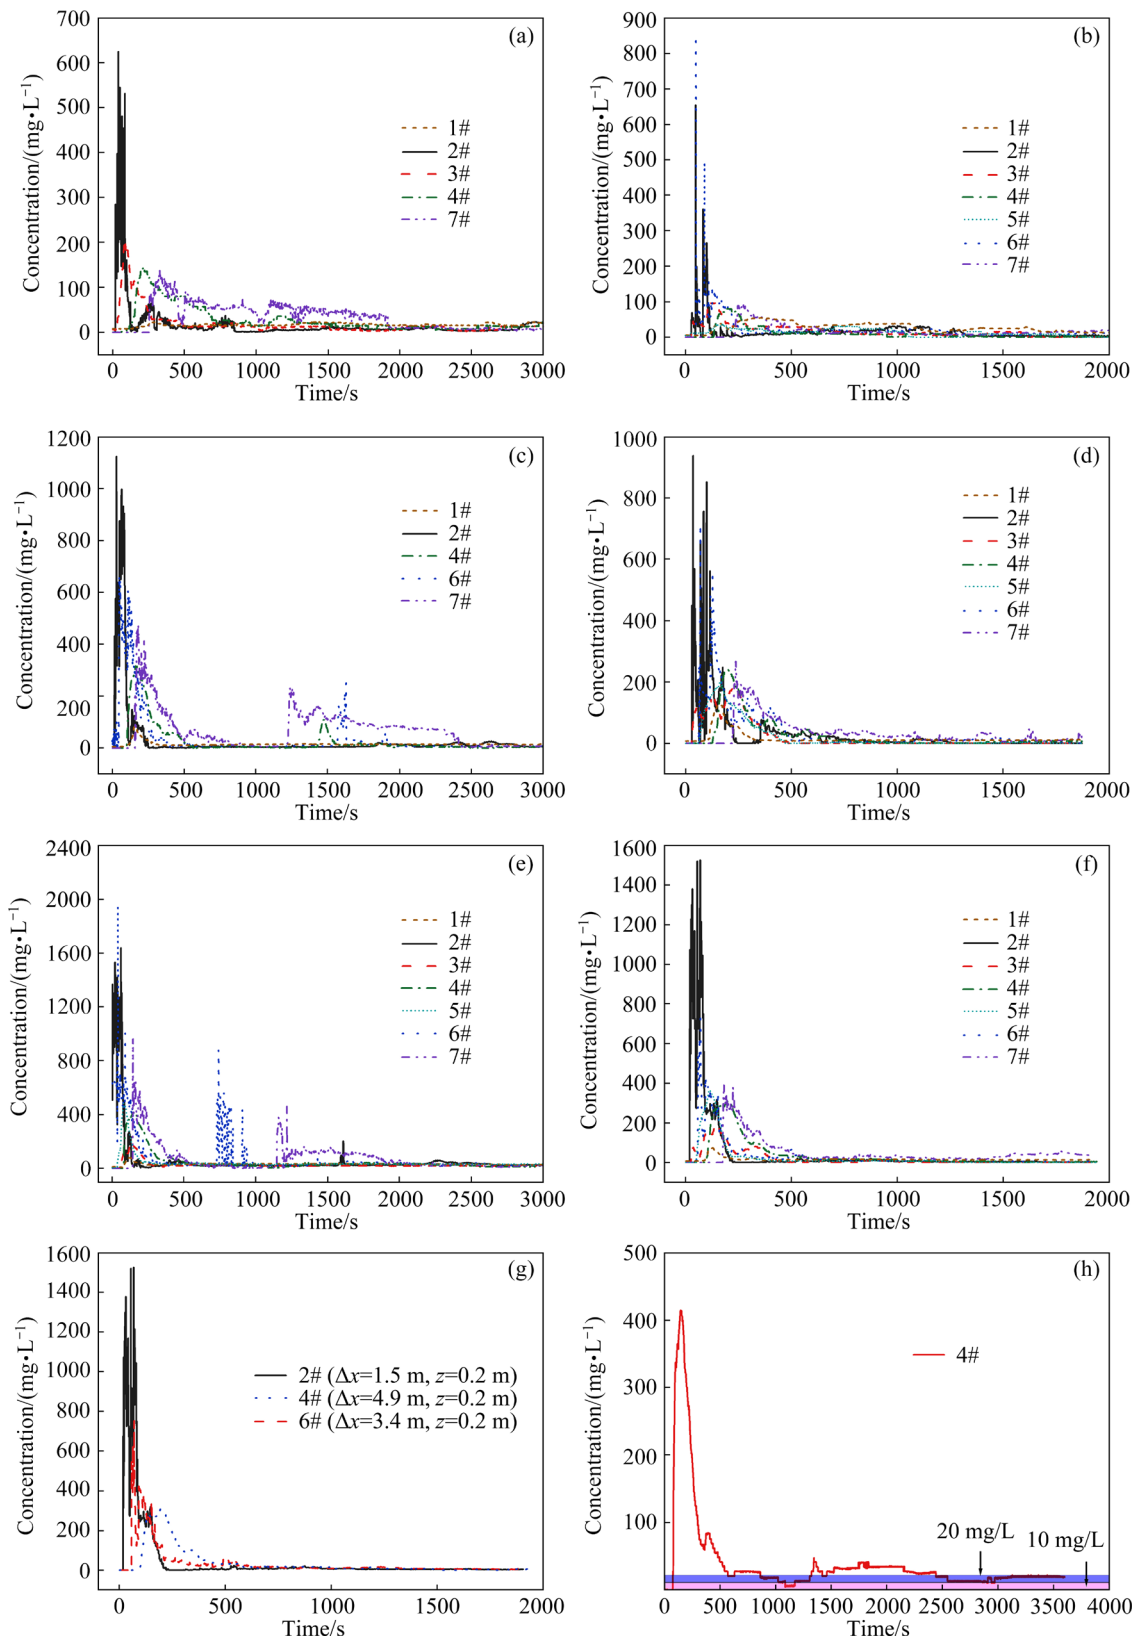 700
600
500
400
300
200
100
0
Concentration/(mg•L⁻¹)
(a)
1#
2#
3#
4#
7#
0 500 1000 1500 2000 2500 3000
Time/s
900
800
700
600
500
400
300
200
100
0
Concentration/(mg•L⁻¹)
(b)
1#
2#
3#
4#
5#
6#
7#
0 500 1000 1500 2000
Time/s
1200
1000
800
600
400
200
0
Concentration/(mg•L⁻¹)
(c)
1#
2#
4#
6#
7#
0 500 1000 1500 2000 2500 3000
Time/s
1000
800
600
400
200
0
Concentration/(mg•L⁻¹)
(d)
1#
2#
3#
4#
5#
6#
7#
0 500 1000 1500 2000
Time/s
2400
2000
1600
1200
800
400
0
Concentration/(mg•L⁻¹)
(e)
1#
2#
3#
4#
5#
6#
7#
0 500 1000 1500 2000 2500 3000
Time/s
1600
1400
1200
1000
800
600
400
200
0
Concentration/(mg•L⁻¹)
(f)
1#
2#
3#
4#
5#
6#
7#
0 500 1000 1500 2000
Time/s
1600
1400
1200
1000
800
600
400
200
0
Concentration/(mg•L⁻¹)
(g)
2# (Δx=1.5 m, z=0.2 m)
4# (Δx=4.9 m, z=0.2 m)
6# (Δx=3.4 m, z=0.2 m)
0 500 1000 1500 2000
Time/s
500
400
300
200
100
Concentration/(mg•L⁻¹)
(h)
4#
20 mg/L
10 mg/L
0 500 1000 1500 2000 2500 3000 3500 4000
Time/s